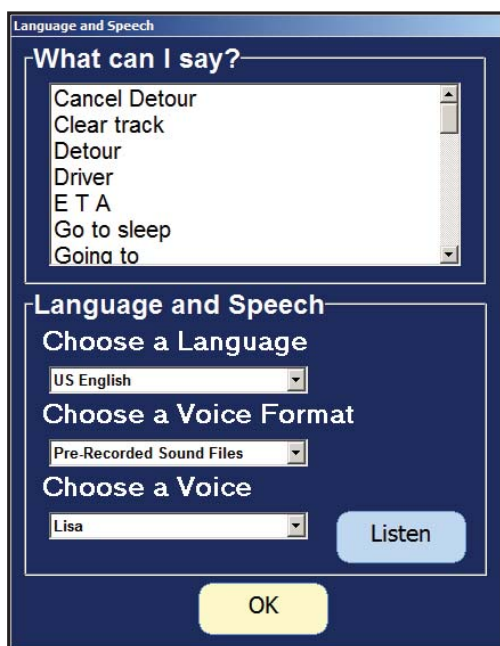 Language and Speech
What can I say?
Cancel Detour
Clear track
Detour
Driver
E T A
Go to sleep
Going to
Language and Speech
Choose a Language
US English
Choose a Voice Format
Pre-Recorded Sound Files
Choose a Voice
Lisa
Listen
OK